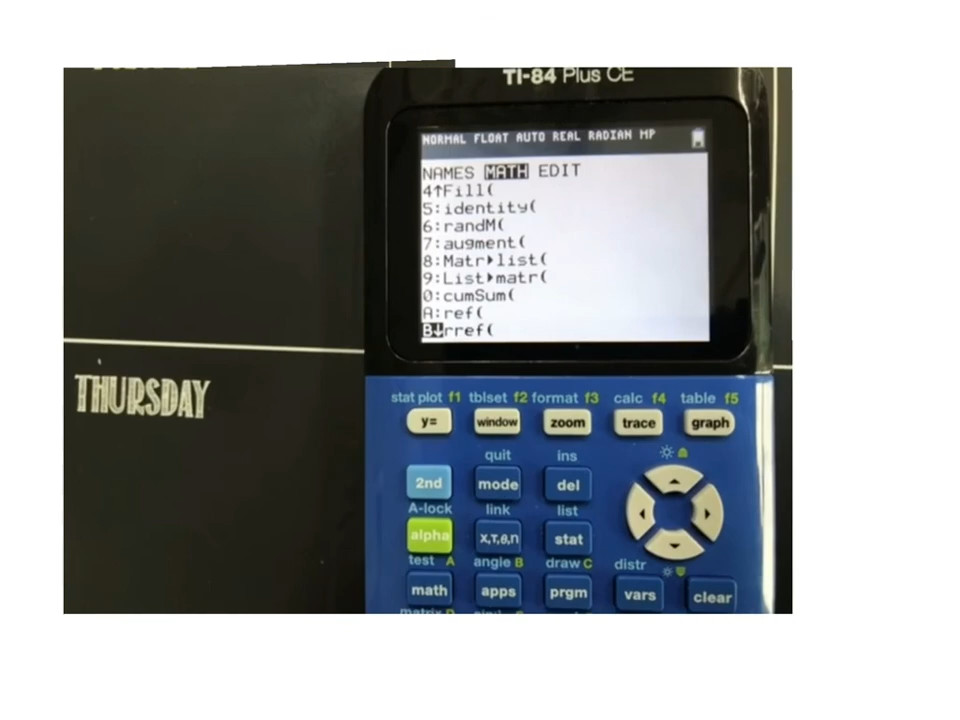 TI-84 Plus CE
NORMAL FLOAT AUTO REAL RADIAN MP
NAMES MATH EDIT
4↑Fill(
5:identity(
6:randM(
7:augment(
8:Matr▶list(
9:List▶matr(
0:cumSum(
A:ref(
B↓rref(
THURSDAY
stat plot f1 tblset f2 format f3 calc f4 table f5
y= window zoom trace graph
quit ins
2nd mode del
A-lock link list
alpha X,T,θ,n stat
test A angle B draw C distr
math apps prgm vars clear
matrix D